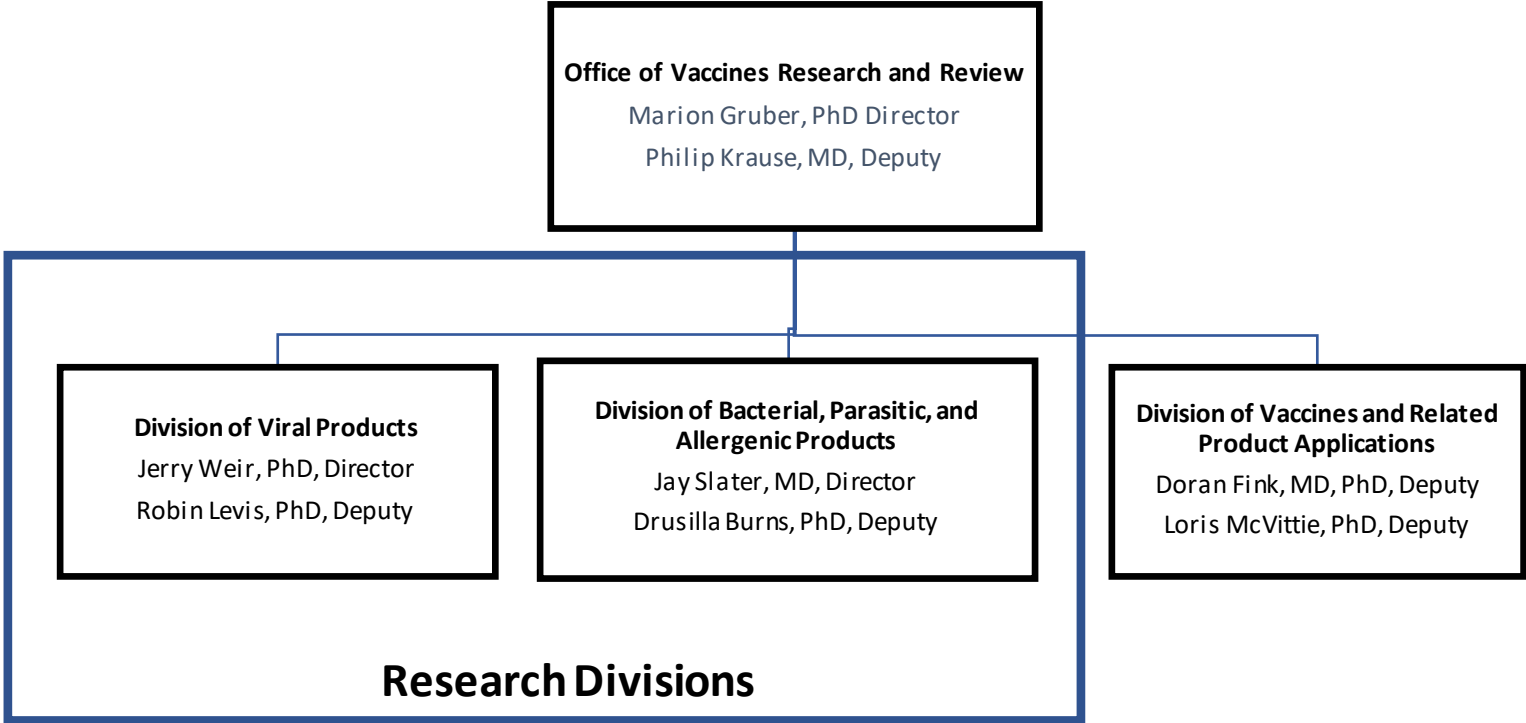 Office of Vaccines Research and Review
Marion Gruber, PhD Director
Philip Krause, MD, Deputy
Division of Viral Products
Jerry Weir, PhD, Director
Robin Levis, PhD, Deputy
Division of Bacterial, Parasitic, and
Allergenic Products
Jay Slater, MD, Director
Drusilla Burns, PhD, Deputy
Division of Vaccines and Related
Product Applications
Doran Fink, MD, PhD, Deputy
Loris McVittie, PhD, Deputy
Research Divisions